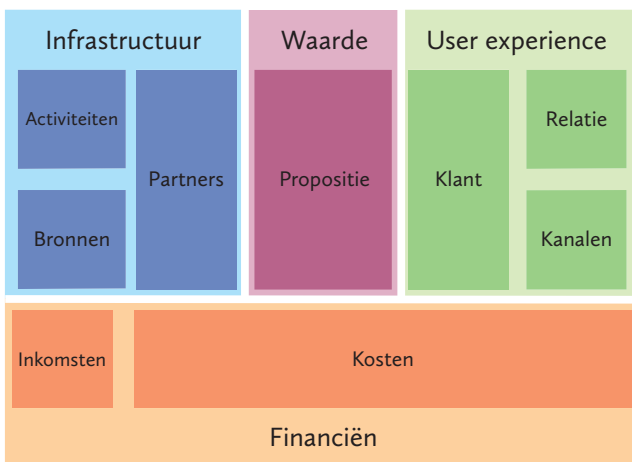 Infrastructuur
Waarde
User experience
Activiteiten
Partners
Bronnen
Propositie
Klant
Relatie
Kanalen
Inkomsten
Kosten
Financiën